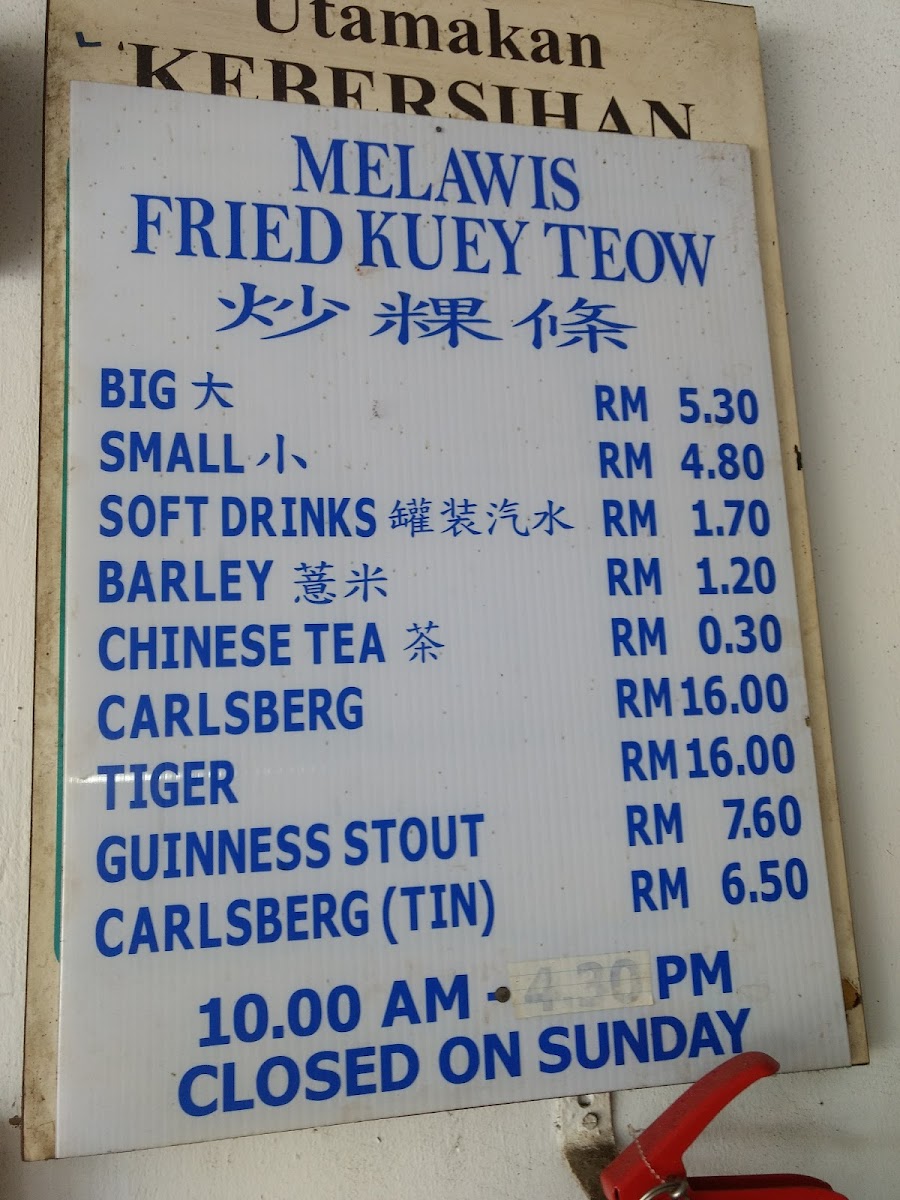 Utamakan
KEBERSIHAN
MELAWIS
FRIED KUEY TEOW
炒粿條
BIG 大 RM 5.30
SMALL 小 RM 4.80
SOFT DRINKS 罐装汽水 RM 1.70
BARLEY 薏米 RM 1.20
CHINESE TEA 茶 RM 0.30
CARLSBERG RM 16.00
TIGER RM 16.00
GUINNESS STOUT RM 7.60
CARLSBERG (TIN) RM 6.50
10.00 AM - 4.30 PM
CLOSED ON SUNDAY